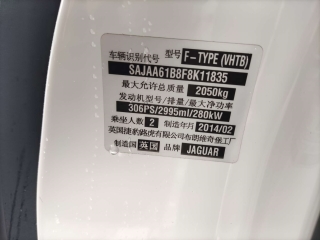 车辆识别代号 型号 F-TYPE (VHTB)
SAJAA61B8F8K11835
最大允许总质量 2050kg
发动机型号/排量/最大净功率
306PS/2995ml/280kW
乘坐人数 2 制造年月 2014/02
英国捷豹路虎有限公司布朗维奇堡工厂
制造国 英国 品牌 JAGUAR